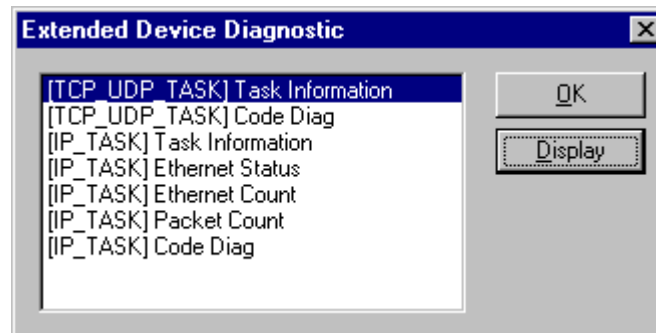 Extended Device Diagnostic
[TCP_UDP_TASK] Task Information
[TCP_UDP_TASK] Code Diag
[IP_TASK] Task Information
[IP_TASK] Ethernet Status
[IP_TASK] Ethernet Count
[IP_TASK] Packet Count
[IP_TASK] Code Diag
OK
Display